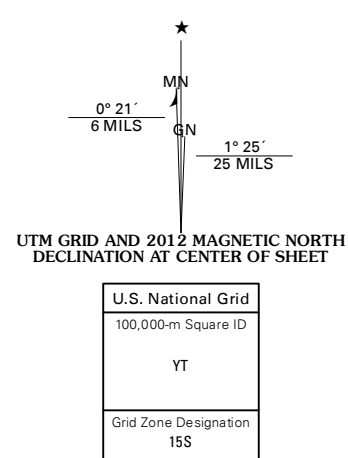 ★
MN
0° 21´
6 MILS
GN
1° 25´
25 MILS
UTM GRID AND 2012 MAGNETIC NORTH
DECLINATION AT CENTER OF SHEET
U.S. National Grid
100,000-m Square ID
YT
Grid Zone Designation
15S